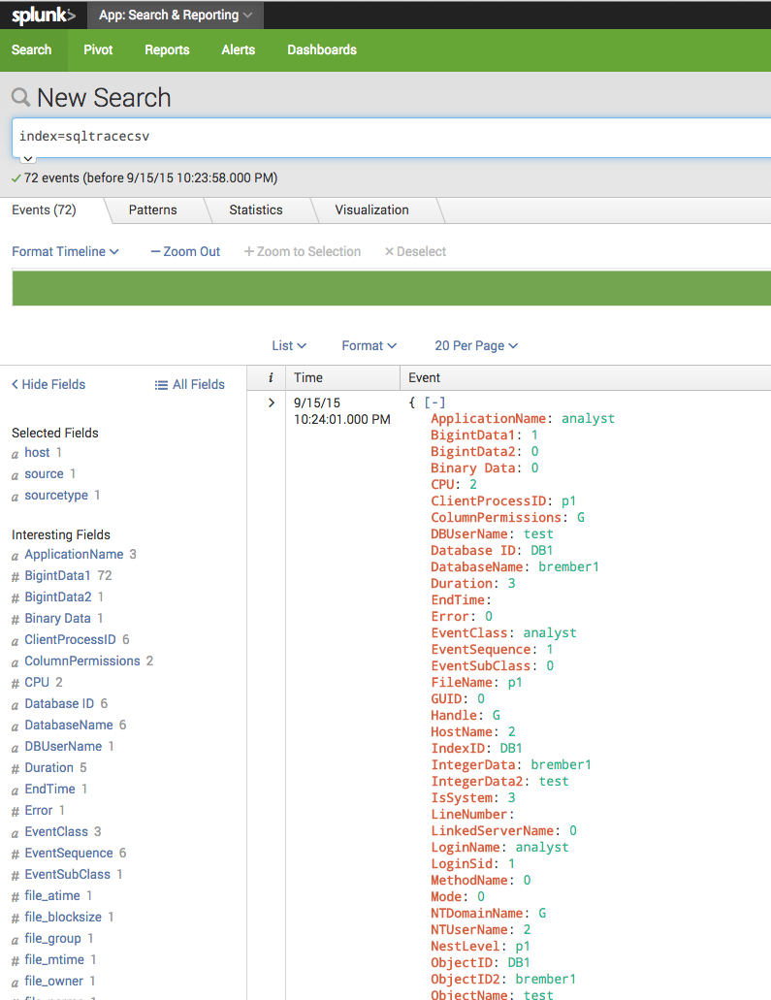 splunk> App: Search & Reporting
Search Pivot Reports Alerts Dashboards
New Search
index=sqltracecsv
72 events (before 9/15/15 10:23:58.000 PM)
Events (72) Patterns Statistics Visualization
Format Timeline — Zoom Out + Zoom to Selection × Deselect
List Format 20 Per Page
< Hide Fields All Fields
Selected Fields
a host 1
a source 1
a sourcetype 1
Interesting Fields
a ApplicationName 3
# BigintData1 72
# BigintData2 1
# Binary Data 1
a ClientProcessID 6
a ColumnPermissions 2
# CPU 2
a Database ID 6
a DatabaseName 6
a DBUserName 1
# Duration 5
a EndTime 1
# Error 1
a EventClass 3
# EventSequence 6
# EventSubClass 1
# file_atime 1
# file_blocksize 1
a file_group 1
# file_mtime 1
a file_owner 1
i Time Event
> 9/15/15
10:24:01.000 PM
{ [-]
ApplicationName: analyst
BigintData1: 1
BigintData2: 0
Binary Data: 0
CPU: 2
ClientProcessID: p1
ColumnPermissions: G
DBUserName: test
Database ID: DB1
DatabaseName: brember1
Duration: 3
EndTime:
Error: 0
EventClass: analyst
EventSequence: 1
EventSubClass: 0
FileName: p1
GUID: 0
Handle: G
HostName: 2
IndexID: DB1
IntegerData: brember1
IntegerData2: test
IsSystem: 3
LineNumber:
LinkedServerName: 0
LoginName: analyst
LoginSid: 1
MethodName: 0
Mode: 0
NTDomainName: G
NTUserName: 2
NestLevel: p1
ObjectID: DB1
ObjectID2: brember1
ObjectName: test